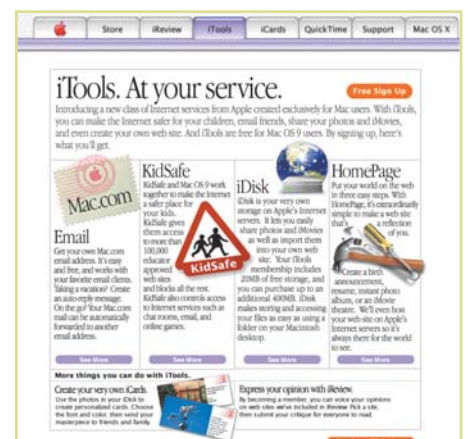 Store iReview iTools iCards QuickTime Support Mac OS X
iTools. At your service.
Free Sign Up
Introducing a new class of Internet services from Apple created exclusively for Mac users. With iTools,
you can make the Internet safer for your children, email friends, share your photos and iMovies,
and even create your own web site. And iTools are free for Mac OS 9 users. By signing up, here's
what you'll get.
Mac.com
Email
Get your own Mac.com
email address. It's easy
and free, and works with
your favorite email clients.
Taking a vacation? Create
an auto-reply message.
On the go? Your Mac.com
mail can be automatically
forwarded to another
email address.
See More
KidSafe
KidSafe and Mac OS 9 work
together to make the Internet
a safer place for
your kids.
KidSafe gives
them access
to more than
100,000
educator
approved
web sites
and blocks all the rest.
KidSafe also controls access
to Internet services such as
chat rooms, email, and
online games.
KidSafe
See More
iDisk
iDisk is your very own
storage on Apple's Internet
servers. It lets you easily
share photos and iMovies
as well as import them
into your own web
site. Your iTools
membership includes
20MB of free storage, and
you can purchase up to an
additional 400MB. iDisk
makes storing and accessing
your files as easy as using a
folder on your Macintosh
desktop.
See More
HomePage
Put your world on the web
in three easy steps. With
HomePage, it's extraordinarily
simple to make a web site
that's a reflection
of you.
Create a birth
announcement,
resume, instant photo
album, or an iMovie
theatre. We'll even host
your web site on Apple's
Internet servers so it's
always there for the world
to see.
See More
More things you can do with iTools.
Create your very own iCards.
Use the photos in your iDisk to
create personalized cards. Choose
the font and color, then send your
masterpiece to friends and family.
Express your opinion with iReview.
By becoming a member, you can voice your opinions
on web sites we've included in iReview. Pick a site,
then submit your critique for everyone to read.